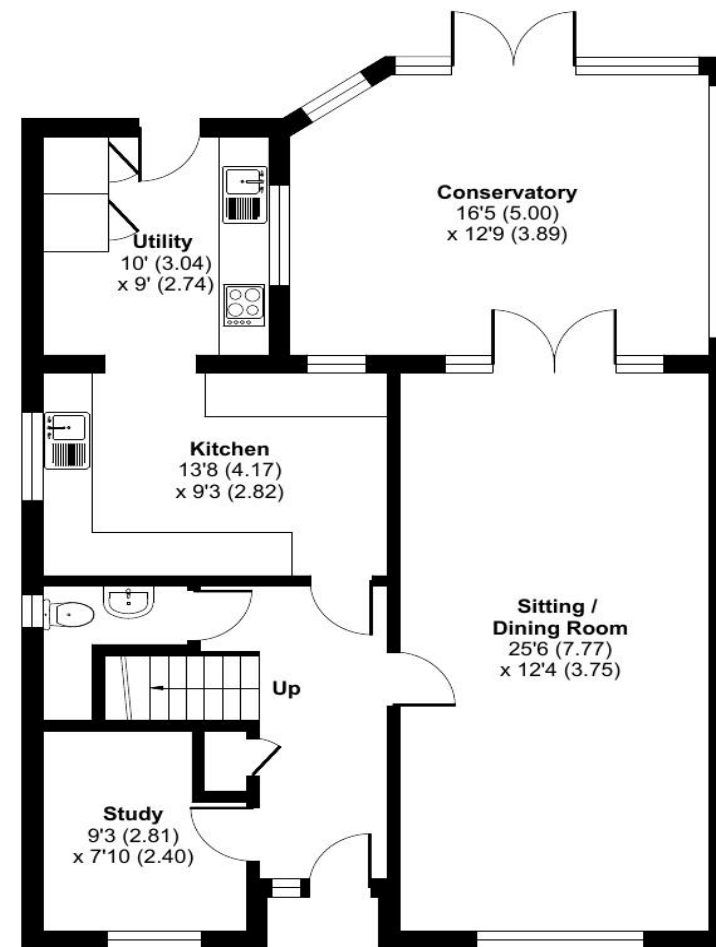 Conservatory
16'5 (5.00)
x 12'9 (3.89)
Utility
10' (3.04)
x 9' (2.74)
Kitchen
13'8 (4.17)
x 9'3 (2.82)
Sitting /
Dining Room
25'6 (7.77)
x 12'4 (3.75)
Up
Study
9'3 (2.81)
x 7'10 (2.40)